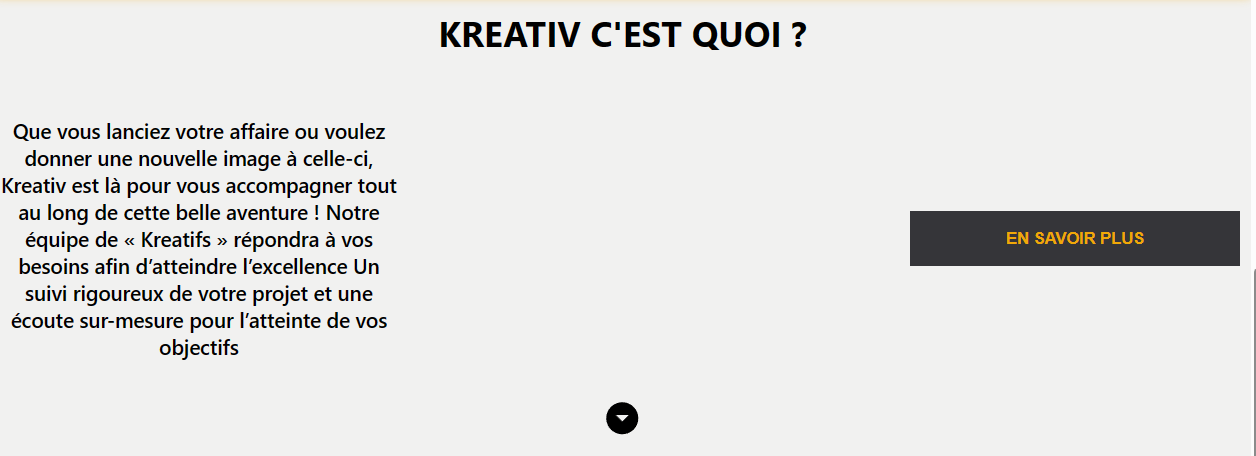 KREATIV C'EST QUOI ?
Que vous lanciez votre affaire ou voulez
donner une nouvelle image à celle-ci,
Kreativ est là pour vous accompagner tout
au long de cette belle aventure ! Notre
équipe de « Kreatifs » répondra à vos
besoins afin d’atteindre l’excellence Un
suivi rigoureux de votre projet et une
écoute sur-mesure pour l’atteinte de vos
objectifs
EN SAVOIR PLUS